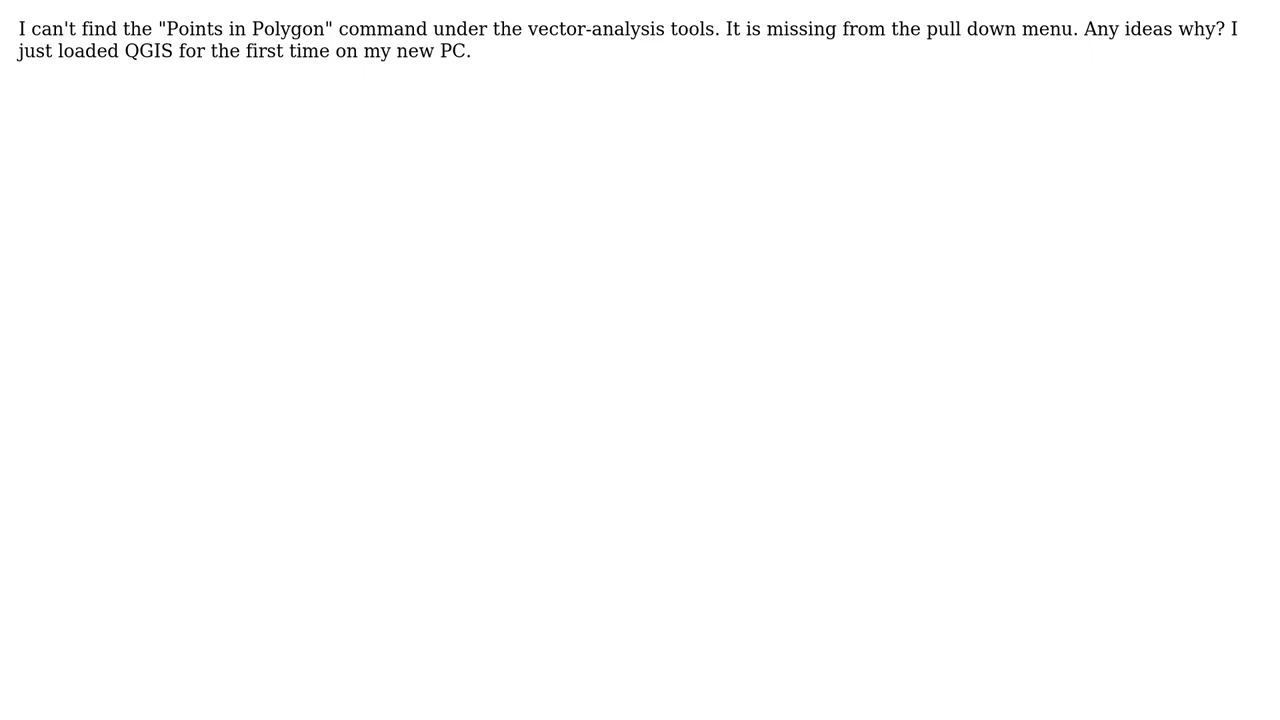 I can't find the "Points in Polygon" command under the vector-analysis tools. It is missing from the pull down menu. Any ideas why? I
just loaded QGIS for the first time on my new PC.